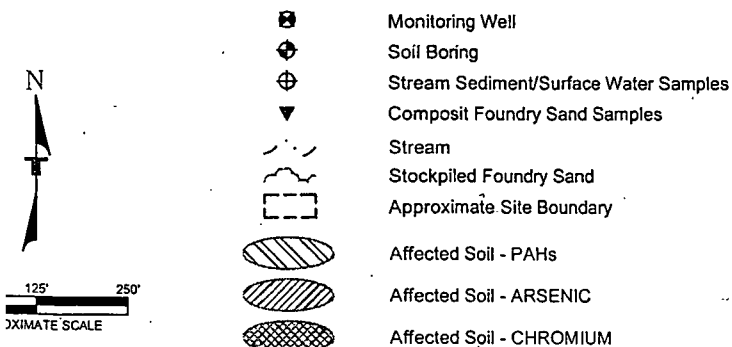 Monitoring Well
Soil Boring
N
Stream Sediment/Surface Water Samples
Composit Foundry Sand Samples
Stream
Stockpiled Foundry Sand
Approximate Site Boundary
Affected Soil - PAHs
125' 250'
Affected Soil - ARSENIC
OXIMATE SCALE
Affected Soil - CHROMIUM